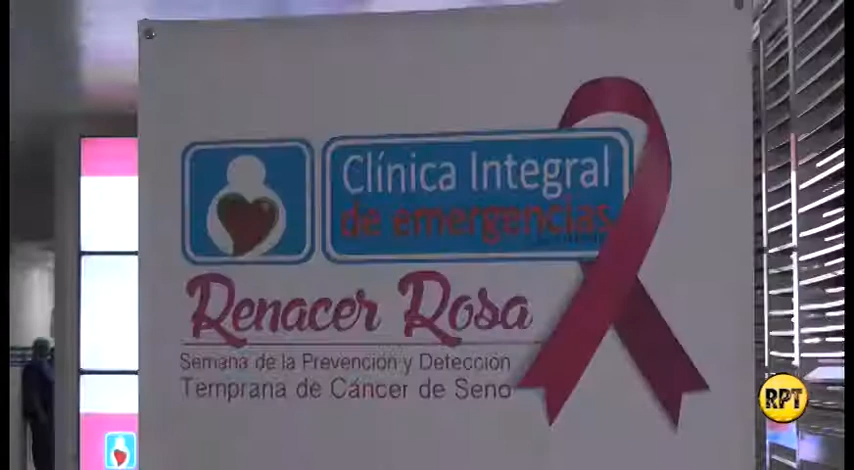 Clínica Integral
de emergencias
Renacer Rosa
Semana de la Prevención y Detección
Temprana de Cáncer de Seno
RPT